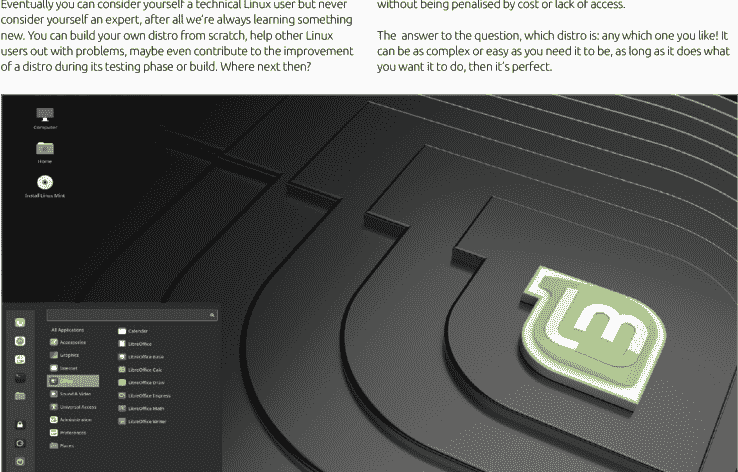 Eventually you can consider yourself a technical Linux user but never
consider yourself an expert, after all we're always learning something
new. You can build your own distro from scratch, help other Linux
users out with problems, maybe even contribute to the improvement
of a distro during its testing phase or build. Where next then?
without being penalised by cost or lack of access.
The answer to the question, which distro is: any which one you like! It
can be as complex or easy as you need it to be, as long as it does what
you want it to do, then it's perfect.
Computer
Home
Install Linux Mint
All Applications
Accessories
Graphics
Internet
Office
Sound & Video
Universal Access
Administration
Preferences
Places
Calendar
LibreOffice
LibreOffice Base
LibreOffice Calc
LibreOffice Draw
LibreOffice Impress
LibreOffice Math
LibreOffice Writer
lm